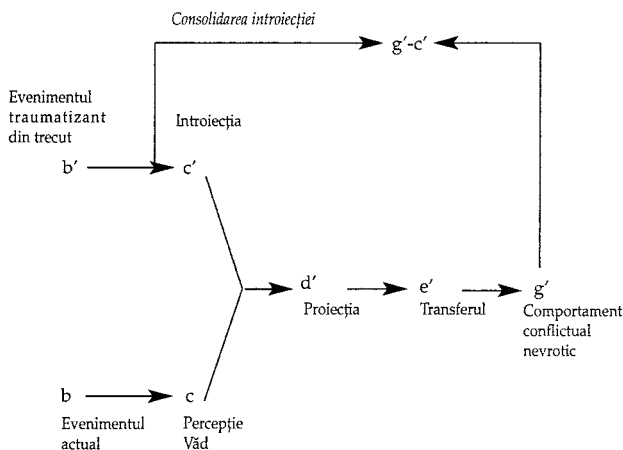 Consolidarea introiecției
g′-c′
Evenimentul
traumatizant
din trecut
Introiecția
b′
c′
d′
Proiecția
e′
Transferul
g′
Comportament
conflictual
nevrotic
b
c
Evenimentul
actual
Percepție
Văd